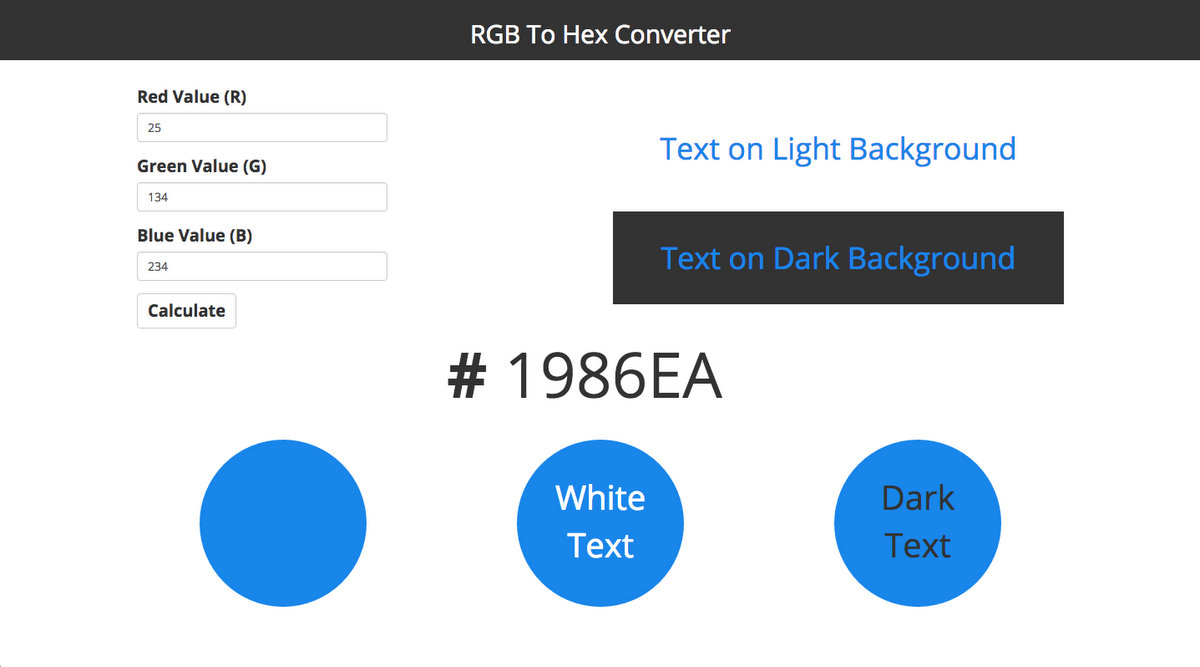 RGB To Hex Converter
Red Value (R)
25
Green Value (G)
134
Blue Value (B)
234
Calculate
Text on Light Background
Text on Dark Background
# 1986EA
White
Text
Dark
Text